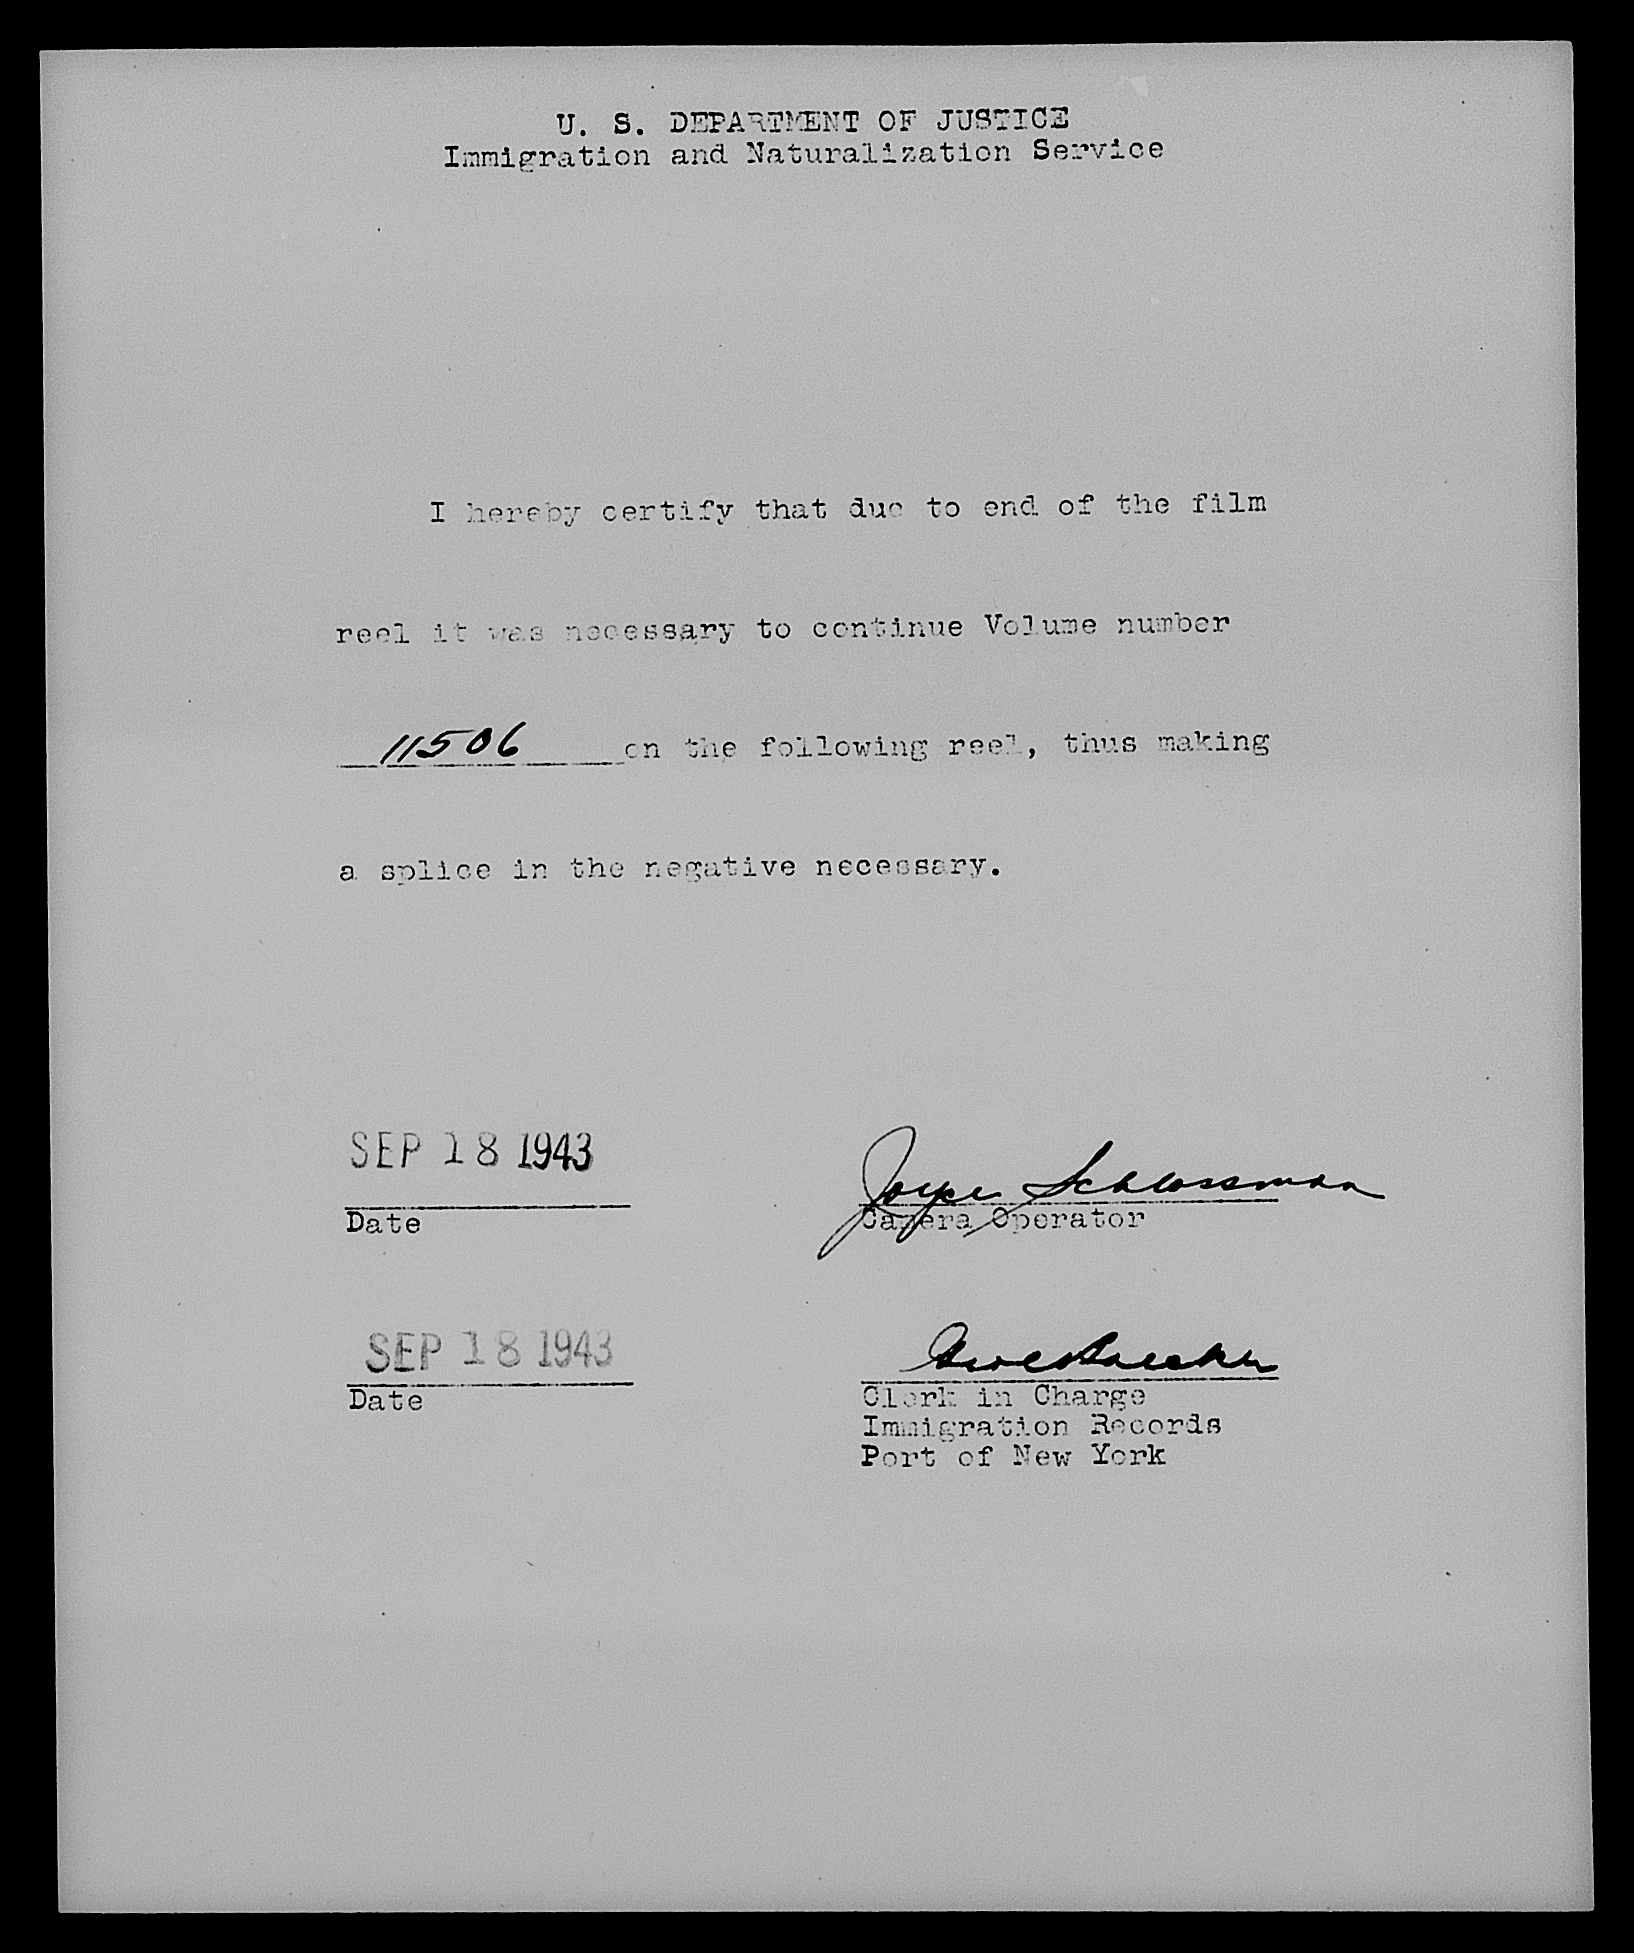 U. S. DEPARTMENT OF JUSTICE
Immigration and Naturalization Service
I hereby certify that due to end of the film
reel it was necessary to continue Volume number
11506 on the following reel, thus making
a splice in the negative necessary.
SEP 18 1943
Joyce Schlossman
Date
Camera Operator
SEP 18 1943
Date
Clerk in Charge
Immigration Records
Port of New York